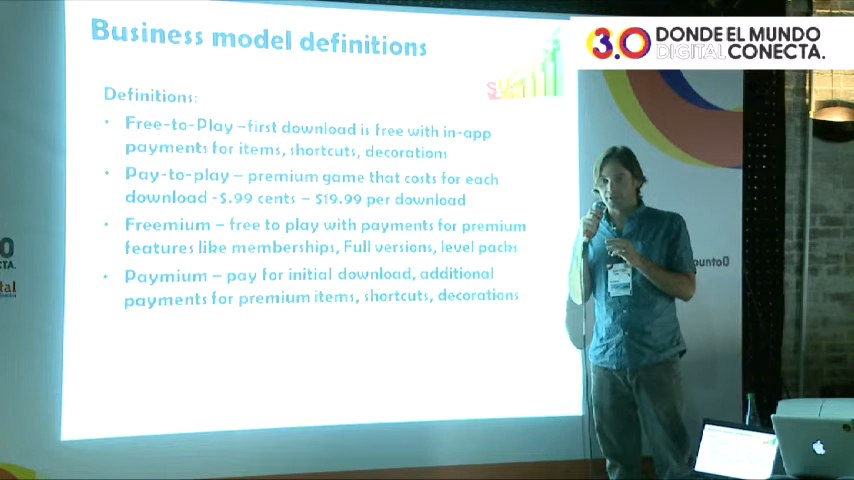 Business model definitions
3.0 DONDE EL MUNDO
DIGITAL CONECTA.
Definitions:
• Free-to-Play –first download is free with in-app
payments for items, shortcuts, decorations
• Pay-to-play – premium game that costs for each
download -$.99 cents – $19.99 per download
• Freemium – free to play with payments for premium
features like memberships, Full versions, level packs
• Paymium – pay for initial download, additional
payments for premium items, shortcuts, decorations